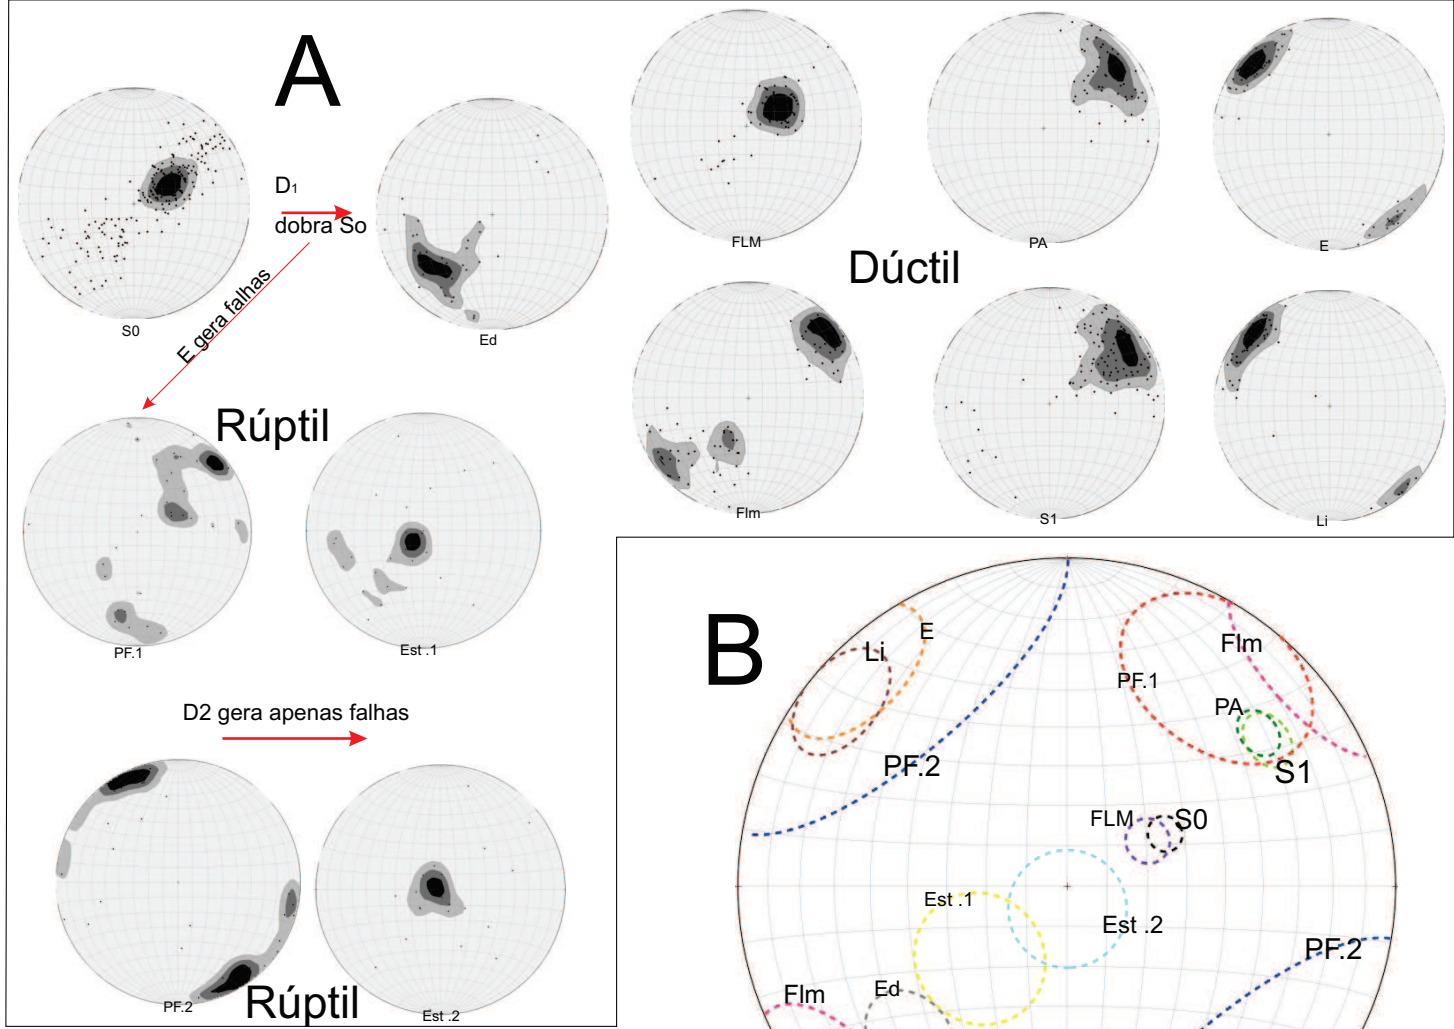 A
D1
dobra So
S0
Ed
E gera falhas
Rúptil
PF.1
Est .1
D2 gera apenas falhas
PF.2
Rúptil
Est .2
FLM
PA
E
Dúctil
Flm
S1
Li
B
E
Li
PF.2
PF.1
Flm
PA
S1
FLM
S0
Est .1
Est .2
PF.2
Flm
Ed